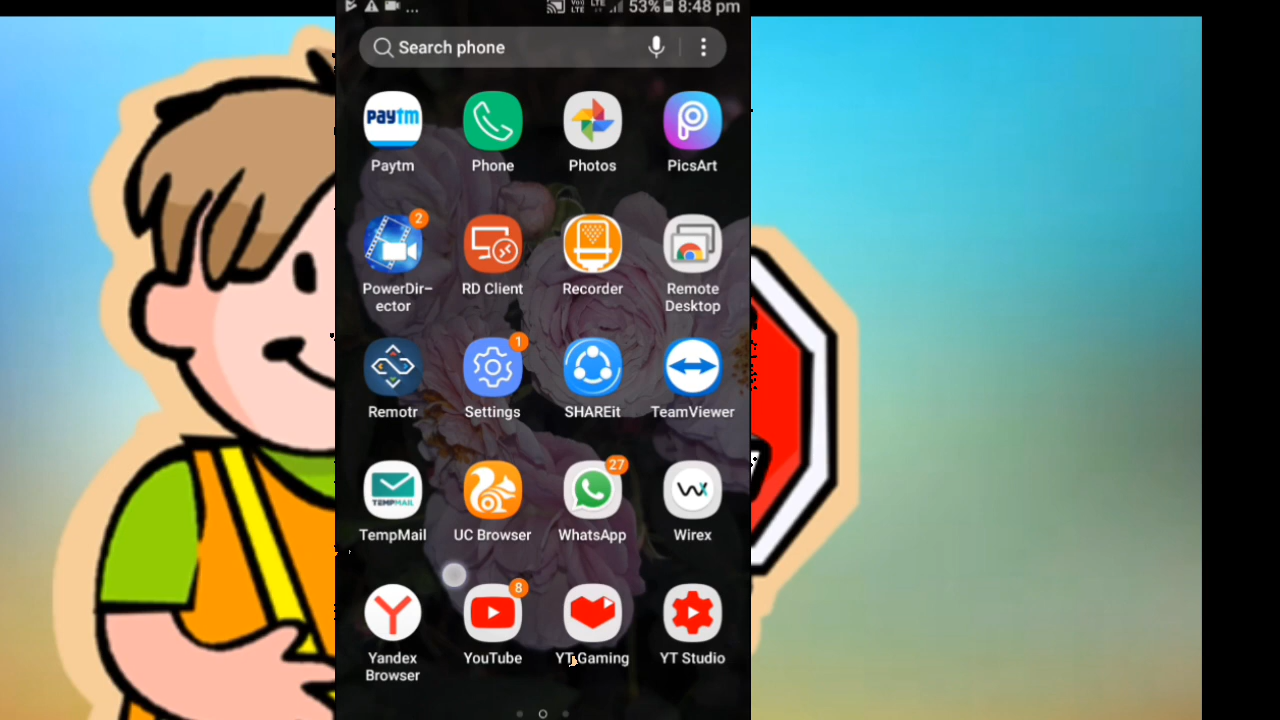 ... VoLTE LTE 53% 8:48 pm
Search phone
paytm
Paytm Phone Photos PicsArt
2
PowerDir-
ector
RD Client Recorder Remote
Desktop
1
Remotr Settings SHAREit TeamViewer
27
TEMPMAIL
TempMail UC Browser WhatsApp Wirex
8
Yandex
Browser
YouTube YT Gaming YT Studio